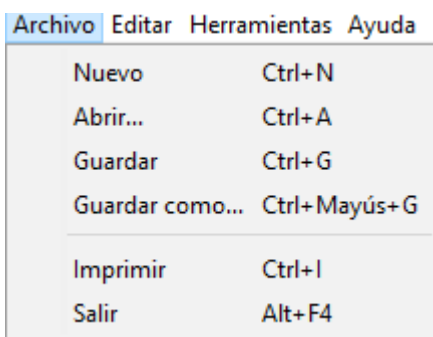 Archivo Editar Herramientas Ayuda
Nuevo Ctrl+N
Abrir... Ctrl+A
Guardar Ctrl+G
Guardar como... Ctrl+Mayús+G
Imprimir Ctrl+I
Salir Alt+F4